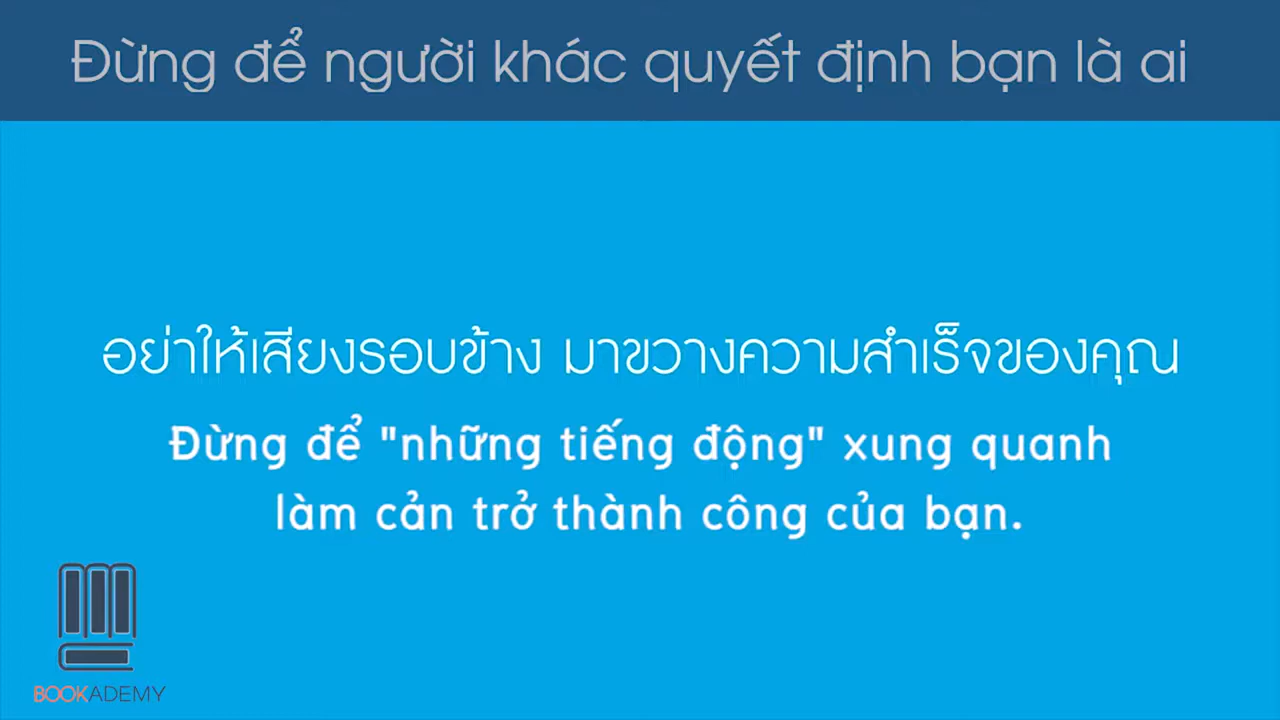 Đừng để người khác quyết định bạn là ai
อย่าให้เสียงรอบข้าง มาขวางความสำเร็จของคุณ
Đừng để "những tiếng động" xung quanh
làm cản trở thành công của bạn.
BOOKADEMY